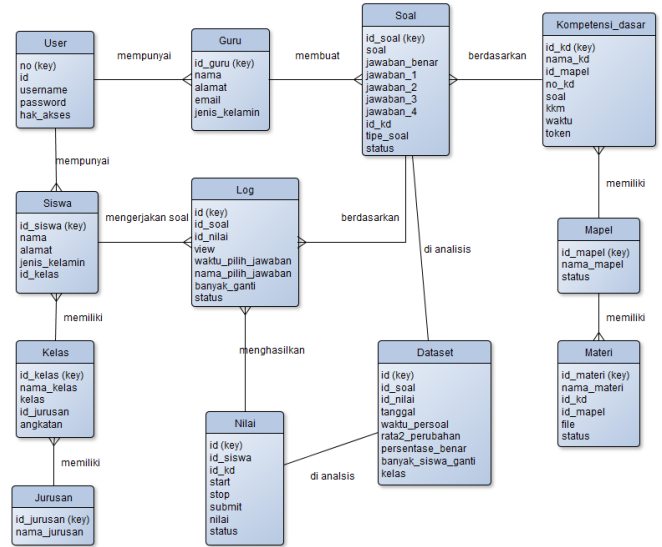 User
no (key)
id
username
password
hak_akses
mempunyai
Guru
id_guru (key)
nama
alamat
email
jenis_kelamin
membuat
Soal
id_soal (key)
soal
jawaban_benar
jawaban_1
jawaban_2
jawaban_3
jawaban_4
id_kd
tipe_soal
status
berdasarkan
Kompetensi_dasar
id_kd (key)
nama_kd
id_mapel
no_kd
soal
kkm
waktu
token
mempunyai
memiliki
Siswa
id_siswa (key)
nama
alamat
jenis_kelamin
id_kelas
mengerjakan soal
Log
id (key)
id_soal
id_nilai
view
waktu_pilih_jawaban
nama_pilih_jawaban
banyak_ganti
status
berdasarkan
di analisis
Mapel
id_mapel (key)
nama_mapel
status
memiliki
memiliki
menghasilkan
Kelas
id_kelas (key)
nama_kelas
kelas
id_jurusan
angkatan
Dataset
id (key)
id_soal
id_nilai
tanggal
waktu_persoal
rata2_perubahan
persentase_benar
banyak_siswa_ganti
kelas
Materi
id_materi (key)
nama_materi
id_kd
id_mapel
file
status
memiliki
Nilai
id (key)
id_siswa
id_kd
start
stop
submit
nilai
status
di analsis
Jurusan
id_jurusan (key)
nama_jurusan